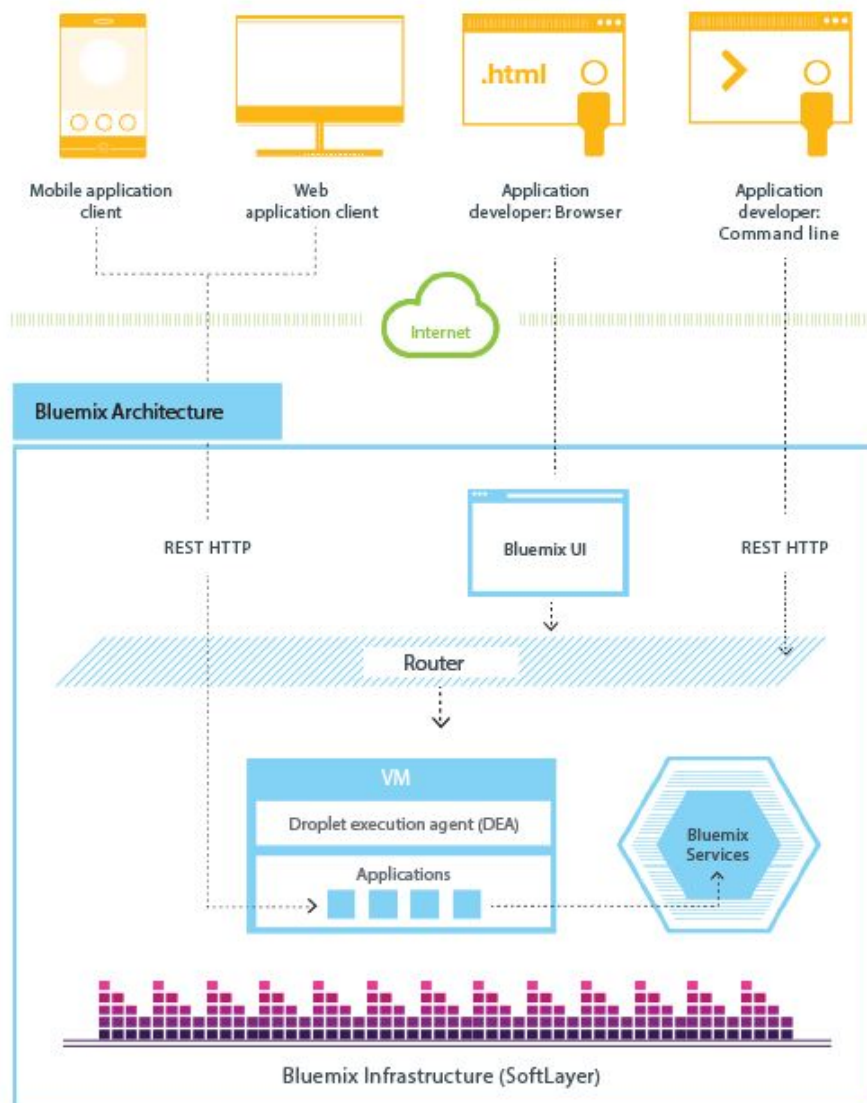 .html
Mobile application
client
Web
application client
Application
developer: Browser
Application
developer:
Command line
Internet
Bluemix Architecture
REST HTTP
Bluemix UI
REST HTTP
Router
VM
Droplet execution agent (DEA)
Applications
Bluemix
Services
Bluemix Infrastructure (SoftLayer)